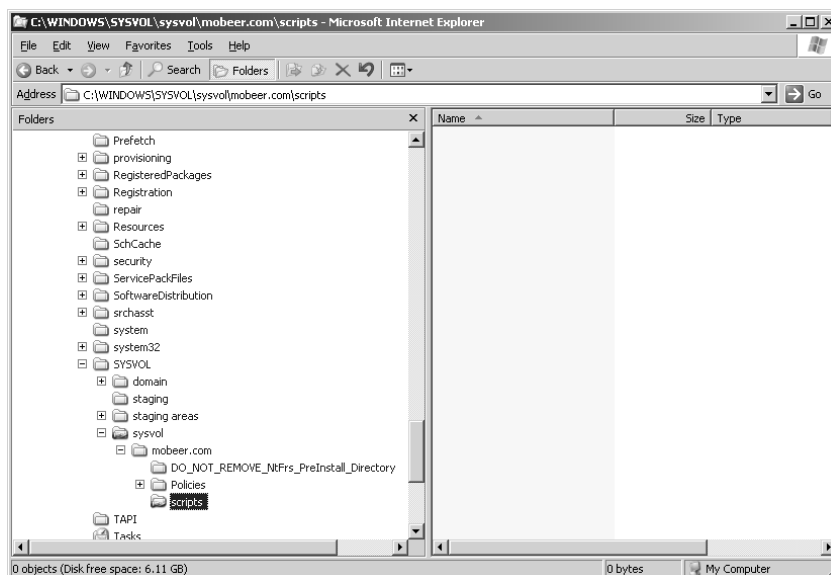 C:\WINDOWS\SYSVOL\sysvol\mobeer.com\scripts - Microsoft Internet Explorer
File Edit View Favorites Tools Help
Back Search Folders
Address C:\WINDOWS\SYSVOL\sysvol\mobeer.com\scripts Go
Folders Name Size Type
Prefetch
provisioning
RegisteredPackages
Registration
repair
Resources
SchCache
security
ServicePackFiles
SoftwareDistribution
srchasst
system
system32
SYSVOL
domain
staging
staging areas
sysvol
mobeer.com
DO_NOT_REMOVE_NtFrs_PreInstall_Directory
Policies
scripts
TAPI
Tasks
0 objects (Disk free space: 6.11 GB) 0 bytes My Computer